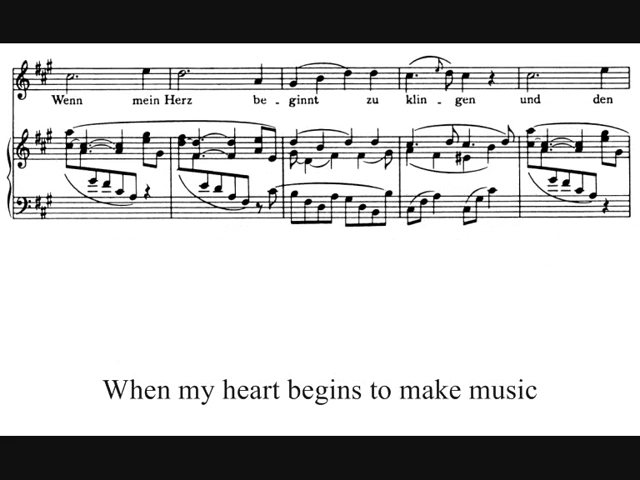 Wenn mein Herz be - ginnt zu klin - gen und den
When my heart begins to make music